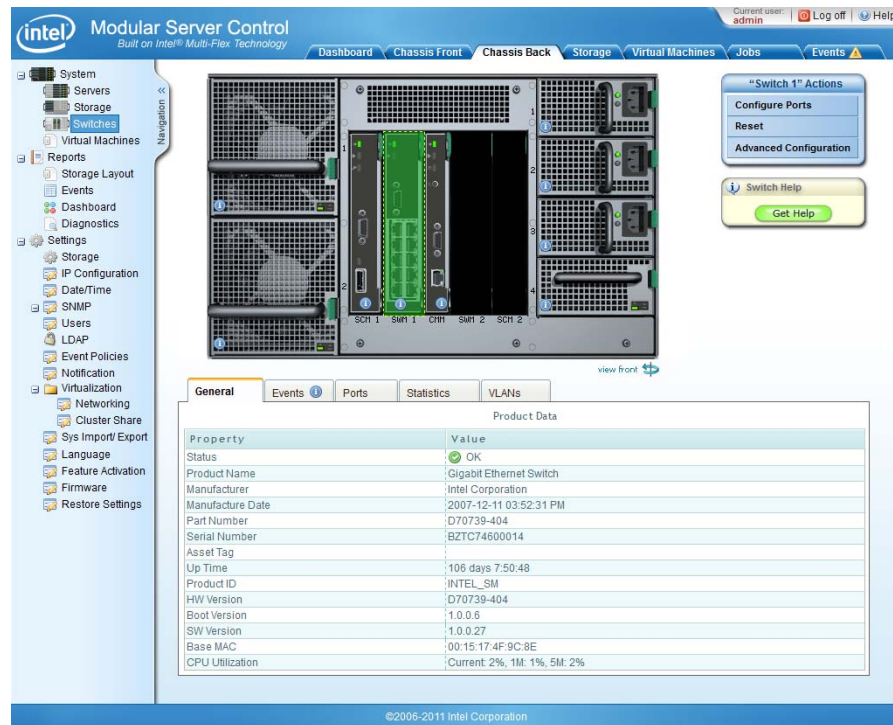 intel
Modular Server Control
Built on Intel® Multi-Flex Technology
Current user:
admin
Log off
Help
Dashboard
Chassis Front
Chassis Back
Storage
Virtual Machines
Jobs
Events
System
Servers
Storage
Switches
Virtual Machines
Reports
Storage Layout
Events
Dashboard
Diagnostics
Settings
Storage
IP Configuration
Date/Time
SNMP
Users
LDAP
Event Policies
Notification
Virtualization
Networking
Cluster Share
Sys Import/ Export
Language
Feature Activation
Firmware
Restore Settings
Navigation
1
2
1
2
1
2
3
4
SCM 1 SWM 1 CMM SWM 2 SCM 2
view front
"Switch 1" Actions
Configure Ports
Reset
Advanced Configuration
Switch Help
Get Help
General
Events
Ports
Statistics
VLANs
Product Data
Property Value
Status OK
Product Name Gigabit Ethernet Switch
Manufacturer Intel Corporation
Manufacture Date 2007-12-11 03:52:31 PM
Part Number D70739-404
Serial Number BZTC74600014
Asset Tag
Up Time 106 days 7:50:48
Product ID INTEL_SM
HW Version D70739-404
Boot Version 1.0.0.6
SW Version 1.0.0.27
Base MAC 00:15:17:4F:9C:8E
CPU Utilization Current: 2%, 1M: 1%, 5M: 2%
©2006-2011 Intel Corporation